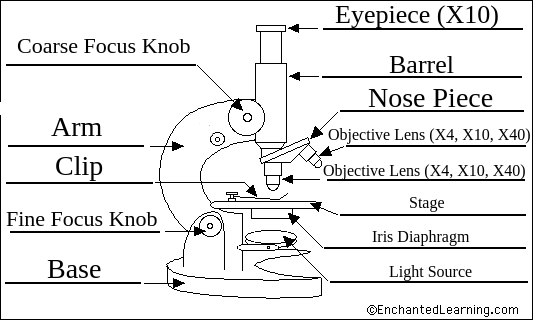 Eyepiece (X10)
Coarse Focus Knob
Barrel
Nose Piece
Arm
Objective Lens (X4, X10, X40)
Clip
Objective Lens (X4, X10, X40)
Stage
Fine Focus Knob
Iris Diaphragm
Base
Light Source
©EnchantedLearning.com